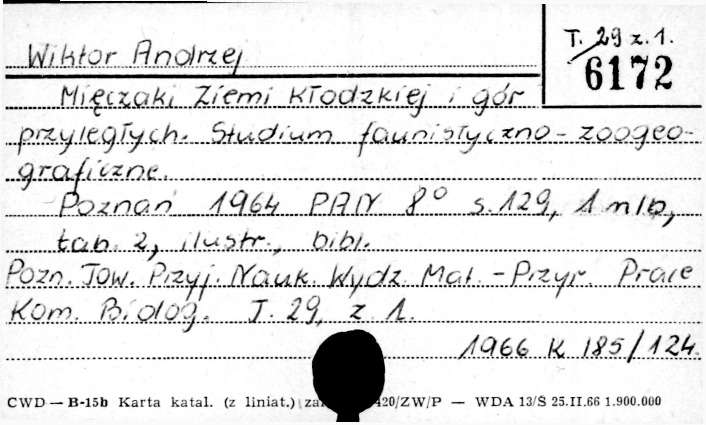 T. 29 z. 1.
6172
Wiktor Andrzej
Mięczaki Ziemi Kłodzkiej i gór
przyległych. Studium faunistyczno-zoogeo-
graficzne.
Poznań 1964 PAN 8° s. 129, 1 nlb,
tab. 2, ilustr., bibl.
Pozn. Tow. Przyj. Nauk. Wydz. Mat.-Przyr. Prace
Kom. Biolog. T. 29, z 1.
1966 K 185/124
CWD — B-15b Karta katal. (z liniat.) 420/ZW/P — WDA 13/S 25.II.66 1.900.000